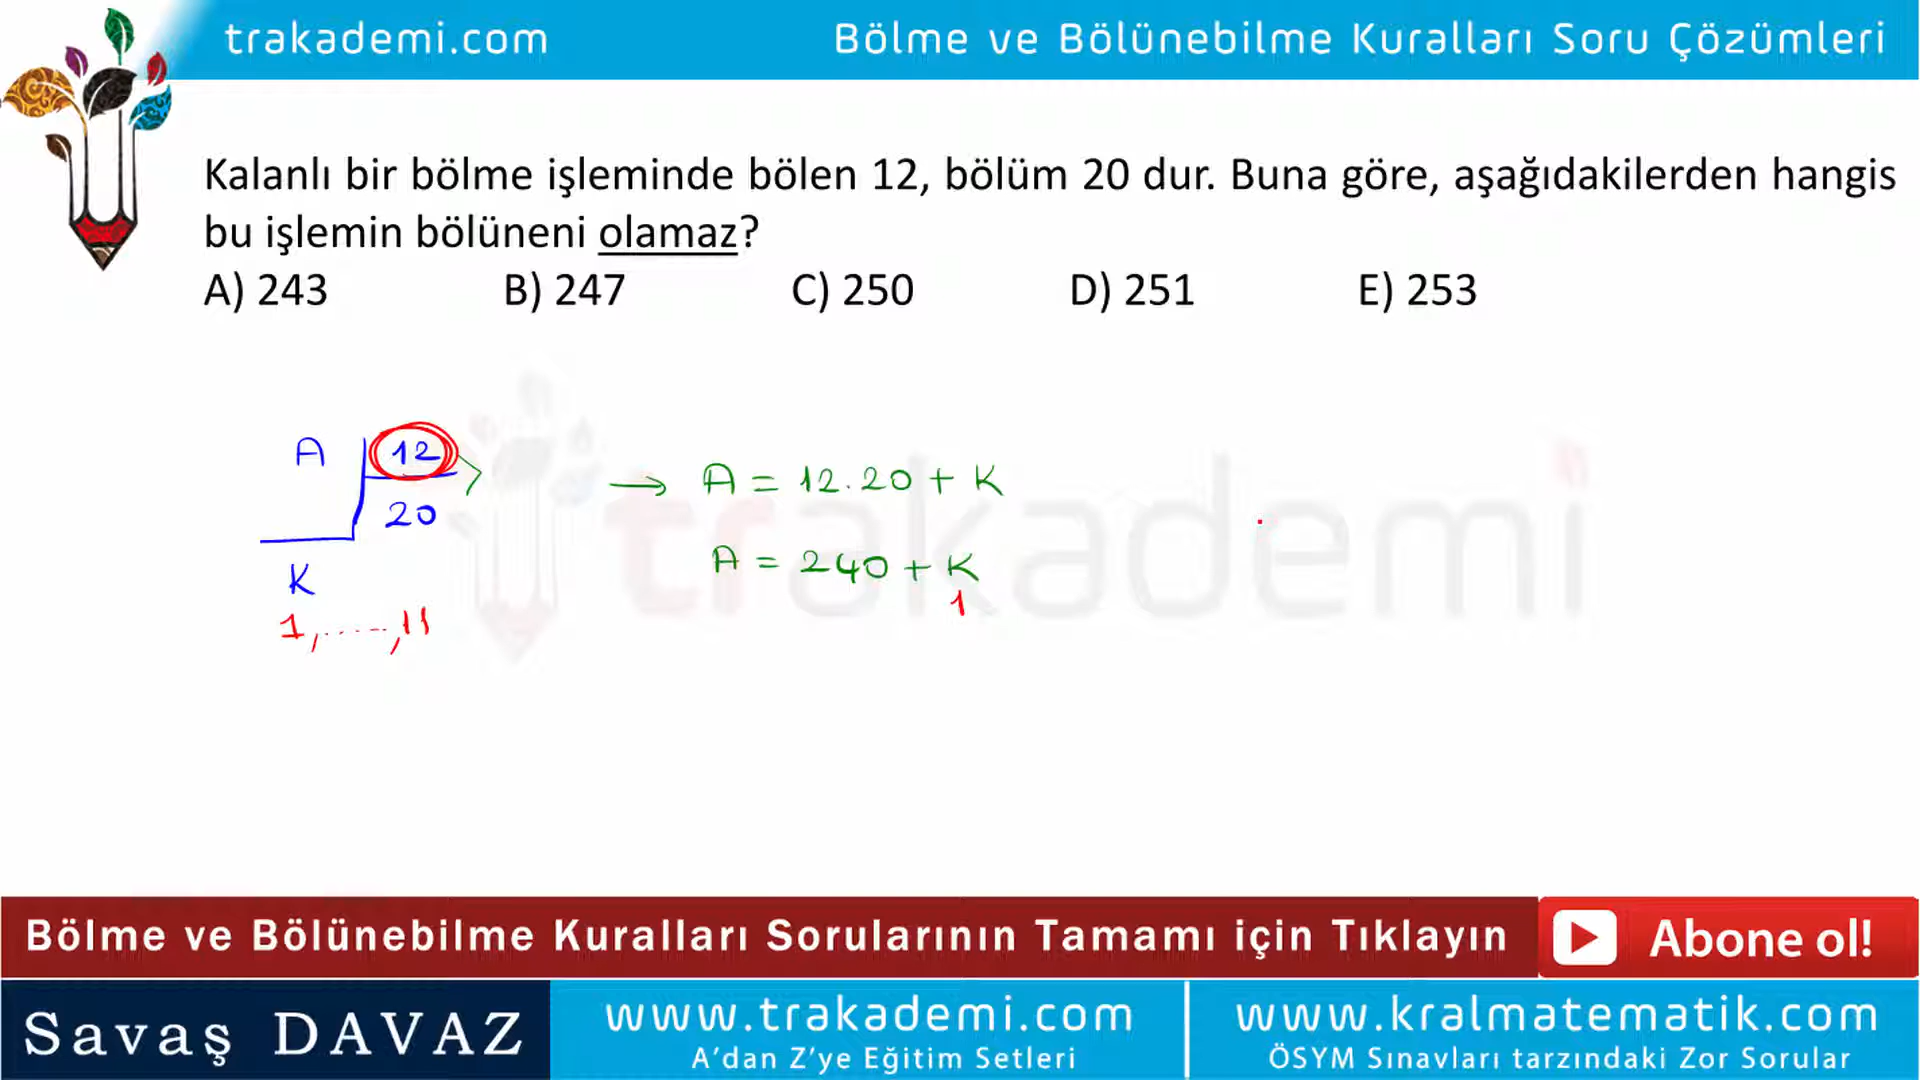 trakademi.com
Bölme ve Bölünebilme Kuralları Soru Çözümleri
Kalanlı bir bölme işleminde bölen 12, bölüm 20 dur. Buna göre, aşağıdakilerden hangis
bu işlemin bölüneni olamaz?
A) 243 B) 247 C) 250 D) 251 E) 253
A 12
20
K
1, ....., 11
→ A = 12.20 + K
A = 240 + K
1
trakademi
Bölme ve Bölünebilme Kuralları Sorularının Tamamı için Tıklayın
Abone ol!
Savaş DAVAZ
www.trakademi.com
A’dan Z’ye Eğitim Setleri
www.kralmatematik.com
ÖSYM Sınavları tarzındaki Zor Sorular